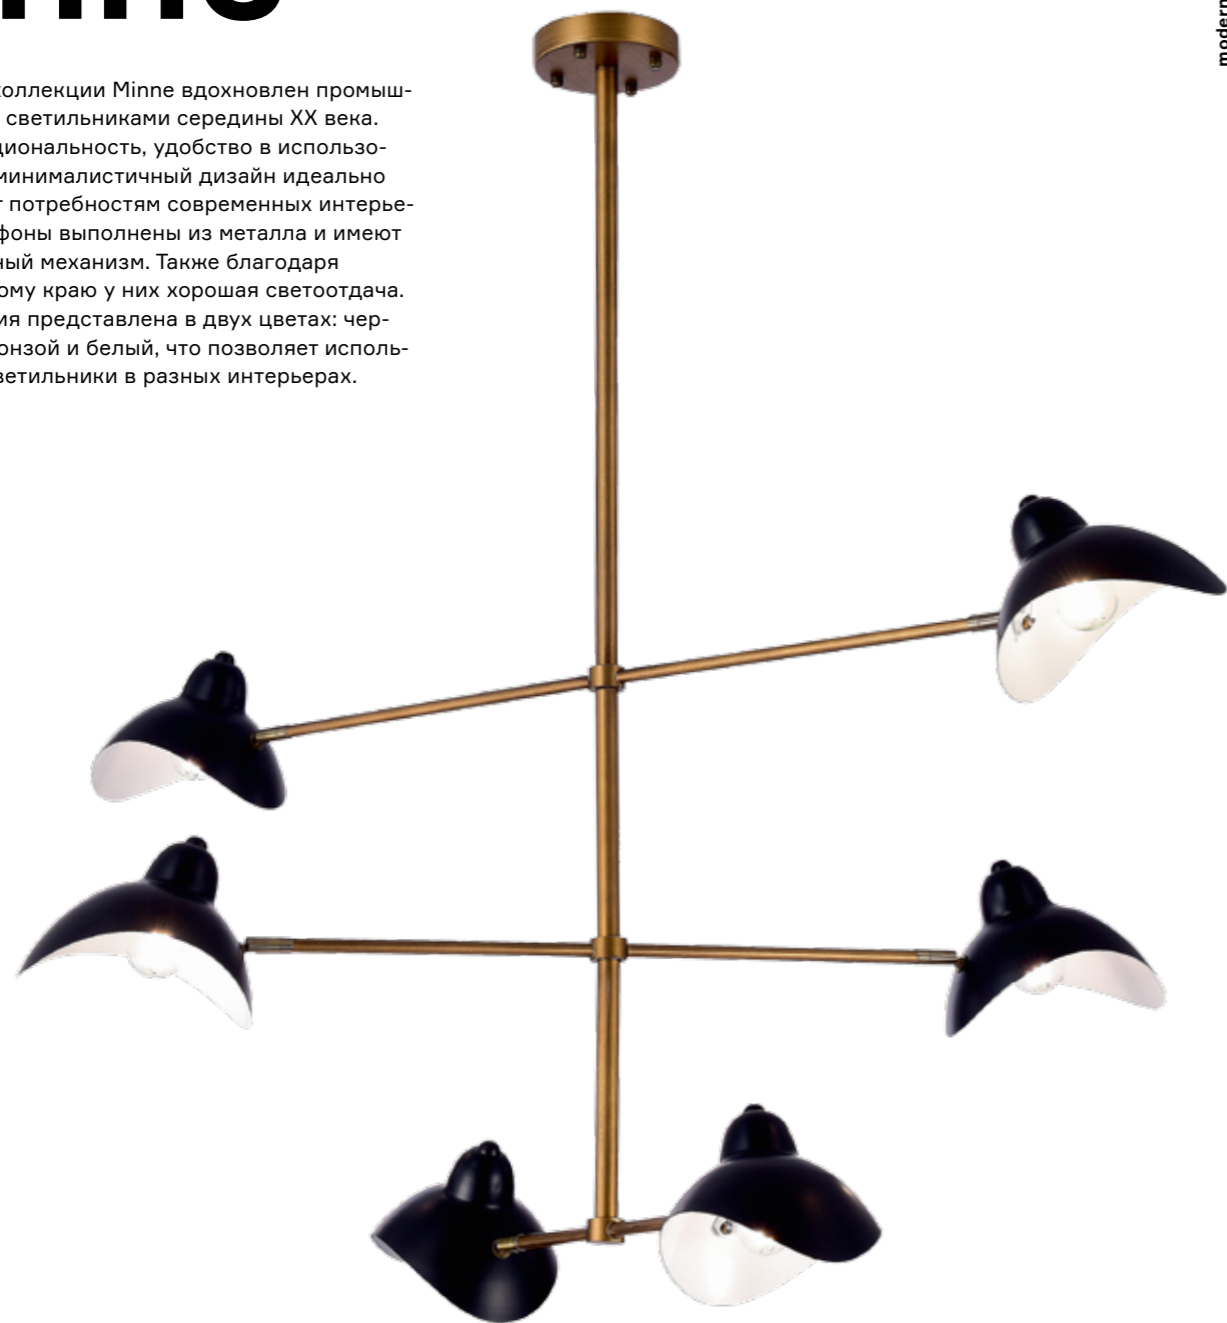 nne
коллекции Minne вдохновлен промыш-
светильниками середины XX века.
циональность, удобство в использо-
минималистичный дизайн идеально
т потребностям современных интерье-
фоны выполнены из металла и имеют
ный механизм. Также благодаря
ому краю у них хорошая светоотдача.
ия представлена в двух цветах: чер-
онзой и белый, что позволяет исполь-
ветильники в разных интерьерах.
modern